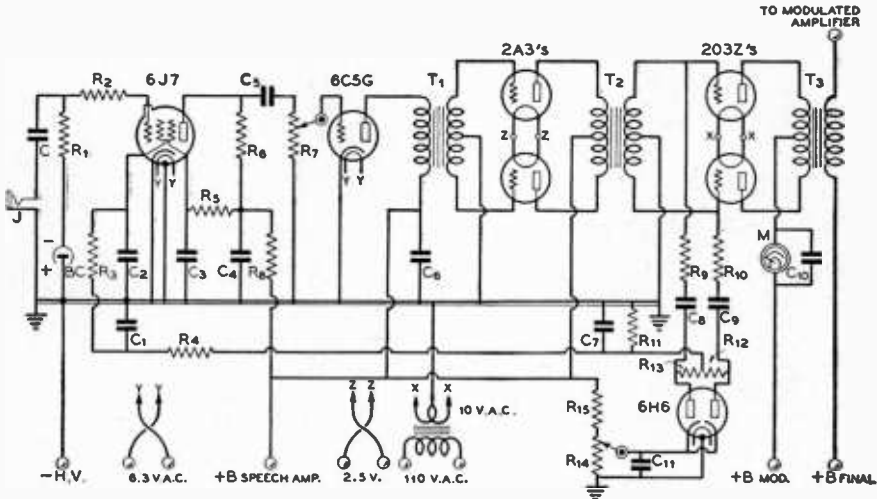 TO MODULATED
AMPLIFIER
2A3's
203Z's
R2
6J7
C5
6C5G
T1
T2
T3
C
R1
R6
R7
Y Y
Y Y
Z Z
X X
R5
J
-
+
BC
R3
C2
C3
C4
R8
C6
R9
R10
M
C10
C8
C9
C1
R4
C7
R11
R12
R13
6H6
Y Y
Z Z
X X
10 V.A.C.
R15
R14
C11
-H.V.
6.3 V.A.C.
+B SPEECH AMP.
2.5 V.
110 V.A.C.
+B MOD.
+B FINAL.